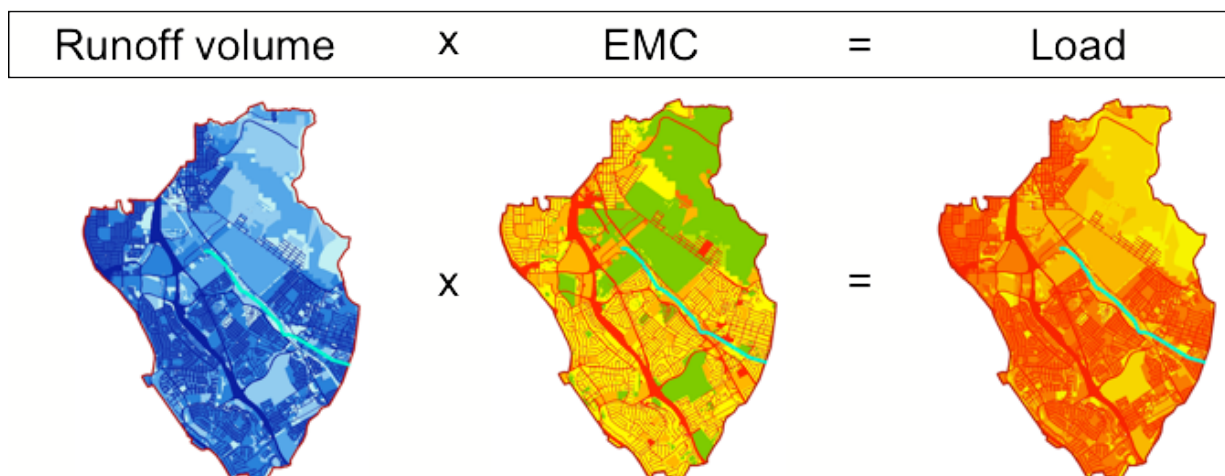 Runoff volume x EMC = Load
x =